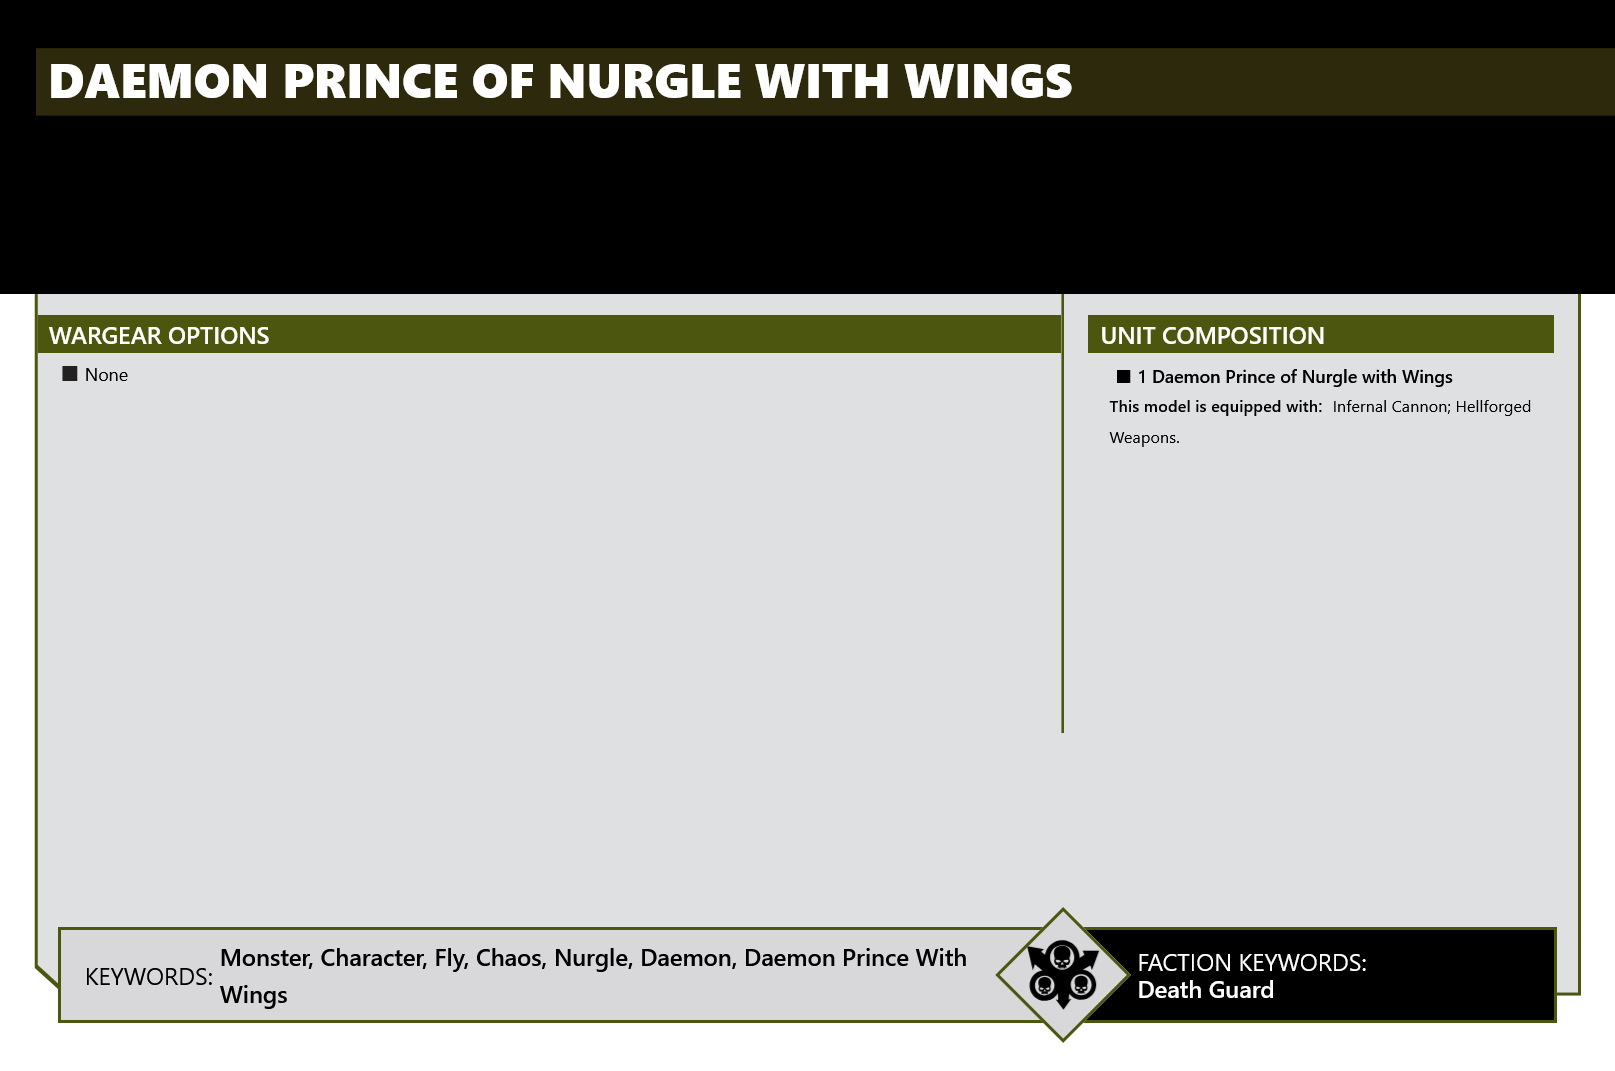 DAEMON PRINCE OF NURGLE WITH WINGS
WARGEAR OPTIONS
■ None
UNIT COMPOSITION
■ 1 Daemon Prince of Nurgle with Wings
This model is equipped with: Infernal Cannon; Hellforged
Weapons.
KEYWORDS: Monster, Character, Fly, Chaos, Nurgle, Daemon, Daemon Prince With
Wings
FACTION KEYWORDS:
Death Guard